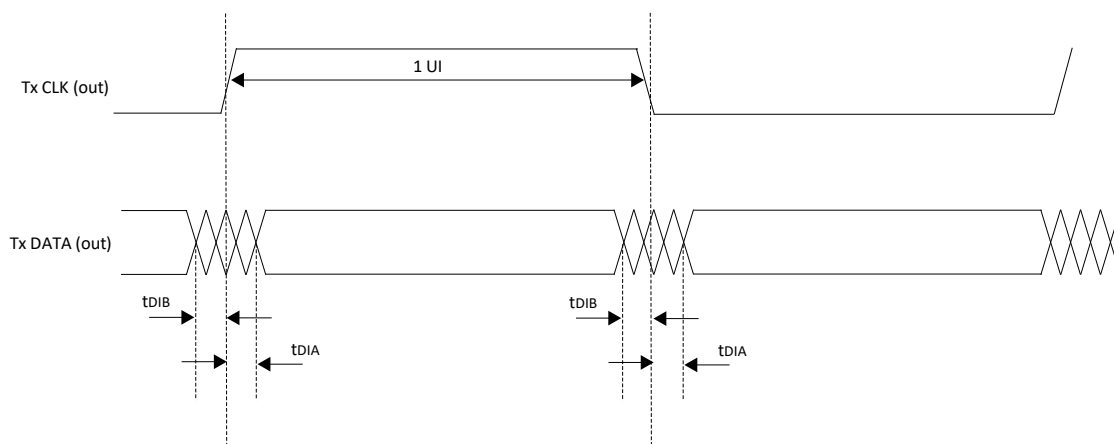 1 UI
Tx CLK (out)
Tx DATA (out)
tDIB
tDIB
tDIA
tDIA